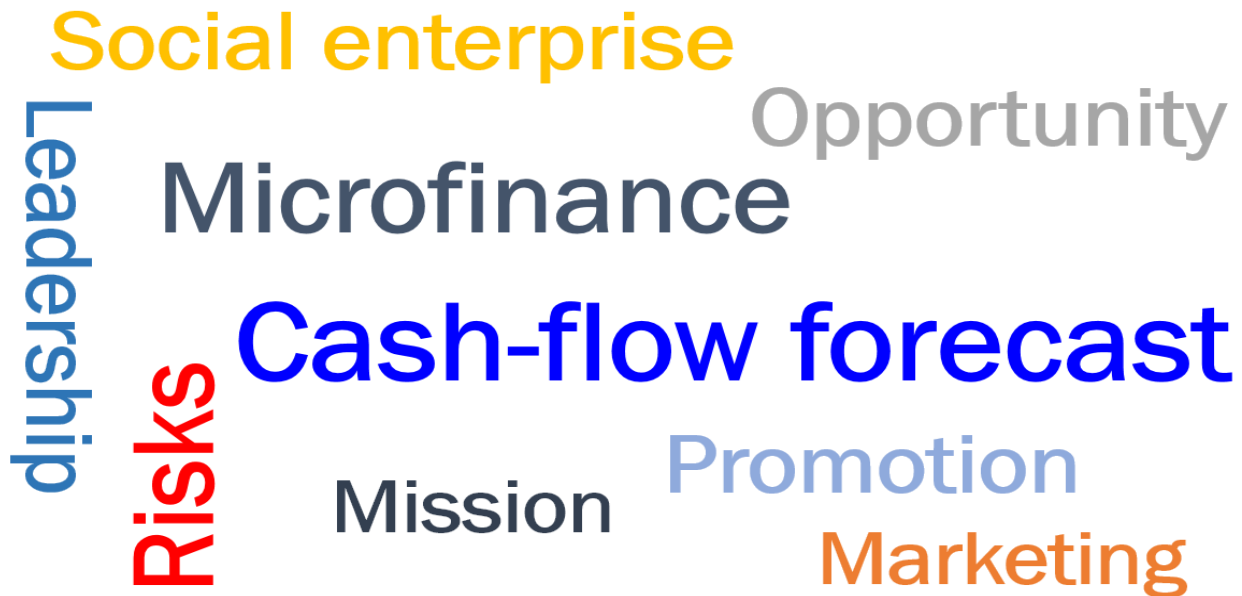 Social enterprise
Opportunity
Leadership
Microfinance
Cash-flow forecast
Risks
Promotion
Mission
Marketing